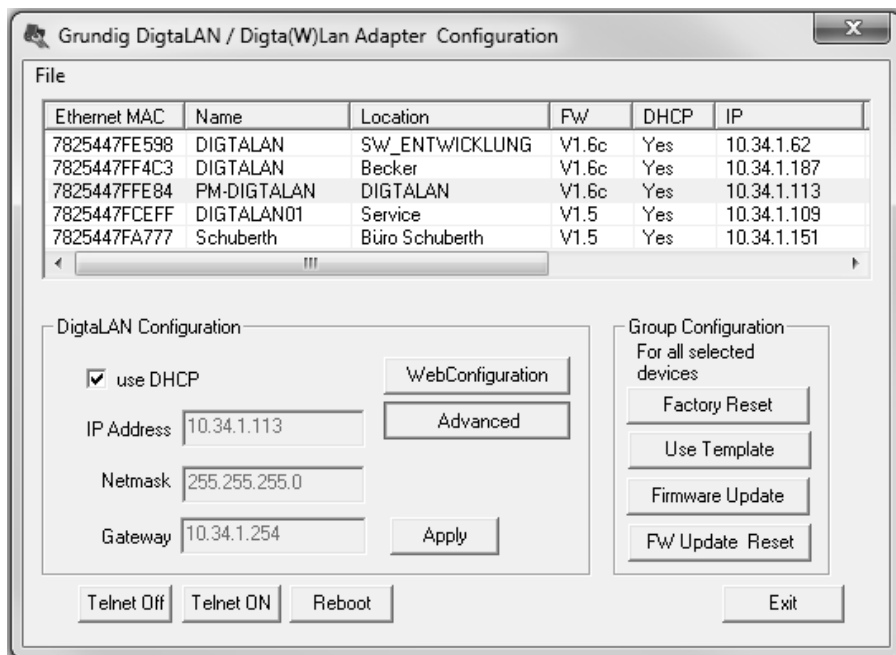 Grundig DigtaLAN / Digta(W)Lan Adapter Configuration
File
Ethernet MAC Name Location FW DHCP IP
7825447FE598 DIGTALAN SW_ENTWICKLUNG V1.6c Yes 10.34.1.62
7825447FF4C3 DIGTALAN Becker V1.6c Yes 10.34.1.187
7825447FFE84 PM-DIGTALAN DIGTALAN V1.6c Yes 10.34.1.113
7825447FCEFF DIGTALAN01 Service V1.5 Yes 10.34.1.109
7825447FA777 Schuberth Büro Schuberth V1.5 Yes 10.34.1.151
DigtaLAN Configuration
use DHCP
WebConfiguration
IP Address 10.34.1.113
Advanced
Netmask 255.255.255.0
Gateway 10.34.1.254
Apply
Group Configuration
For all selected
devices
Factory Reset
Use Template
Firmware Update
FW Update Reset
Telnet Off Telnet ON Reboot Exit